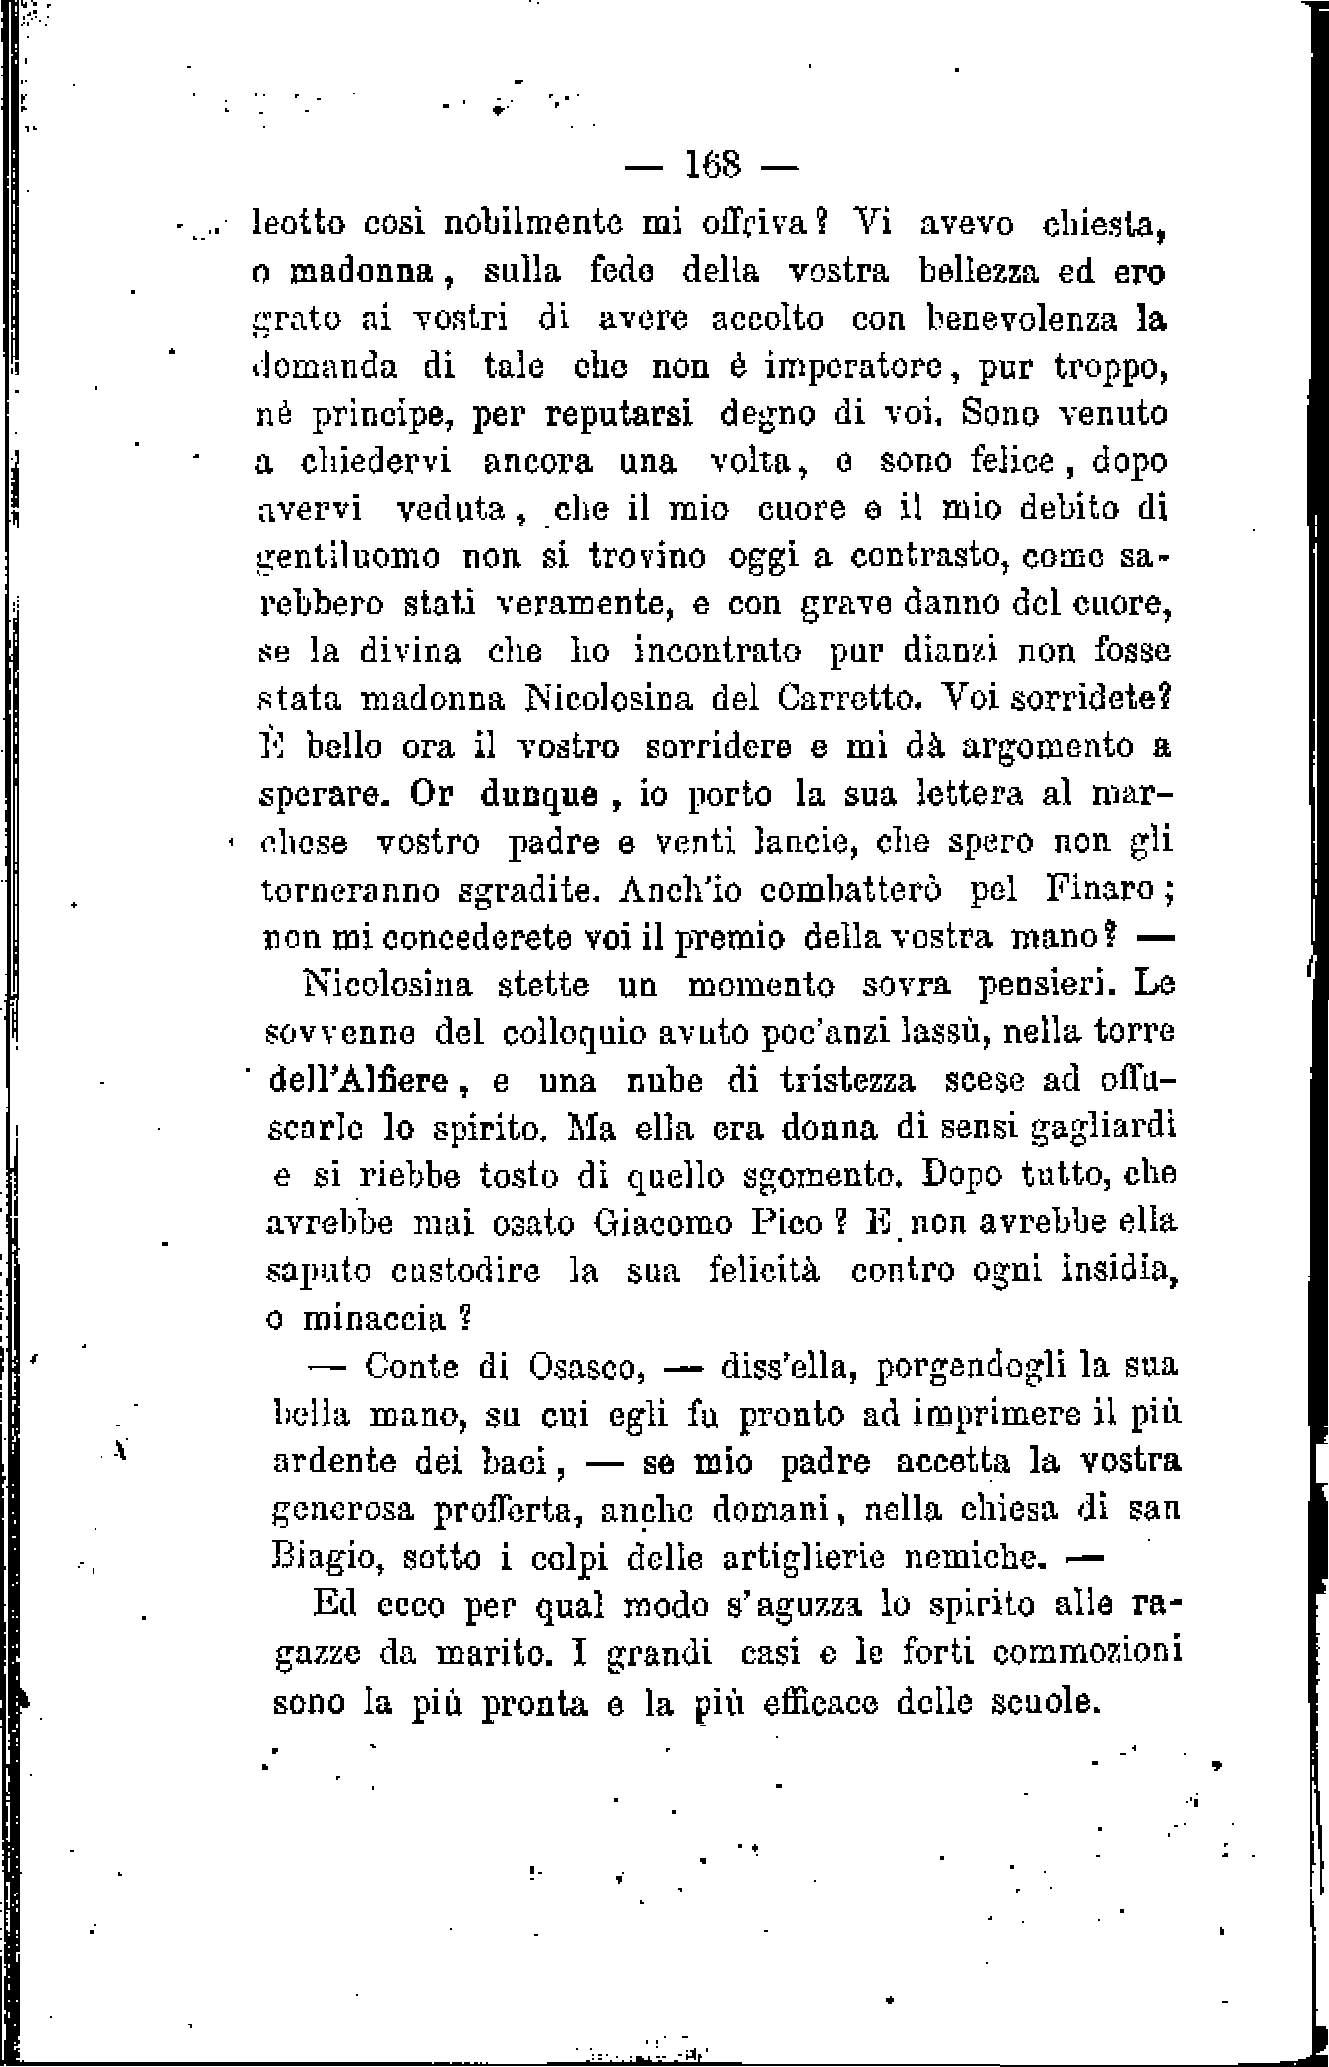 — 168 —
leotto così nobilmente mi offriva? Vi avevo chiesta,
o madonna, sulla fede della vostra bellezza ed ero
grato ai vostri di avere accolto con benevolenza la
domanda di tale che non è imperatore, pur troppo,
nè principe, per reputarsi degno di voi. Sono venuto
a chiedervi ancora una volta, e sono felice, dopo
avervi veduta, che il mio cuore e il mio debito di
gentiluomo non si trovino oggi a contrasto, come sa-
rebbero stati veramente, e con grave danno del cuore,
se la divina che ho incontrato pur dianzi non fosse
stata madonna Nicolosina del Carretto. Voi sorridete?
È bello ora il vostro sorridere e mi dà argomento a
sperare. Or dunque, io porto la sua lettera al mar-
chese vostro padre e venti lancie, che spero non gli
torneranno sgradite. Anch'io combatterò pel Finaro;
non mi concederete voi il premio della vostra mano? —
Nicolosina stette un momento sovra pensieri. Le
sovvenne del colloquio avuto poc'anzi lassù, nella torre
dell'Alfiere, e una nube di tristezza scese ad offu-
scarle lo spirito. Ma ella era donna di sensi gagliardi
e si riebbe tosto di quello sgomento. Dopo tutto, che
avrebbe mai osato Giacomo Pico? E non avrebbe ella
saputo custodire la sua felicità contro ogni insidia,
o minaccia?
— Conte di Osasco, — diss'ella, porgendogli la sua
bella mano, su cui egli fu pronto ad imprimere il più
ardente dei baci, — se mio padre accetta la vostra
generosa profferta, anche domani, nella chiesa di san
Biagio, sotto i colpi delle artiglierie nemiche. —
Ed ecco per qual modo s'aguzza lo spirito alle ra-
gazze da marito. I grandi casi e le forti commozioni
sono la più pronta e la più efficace delle scuole.